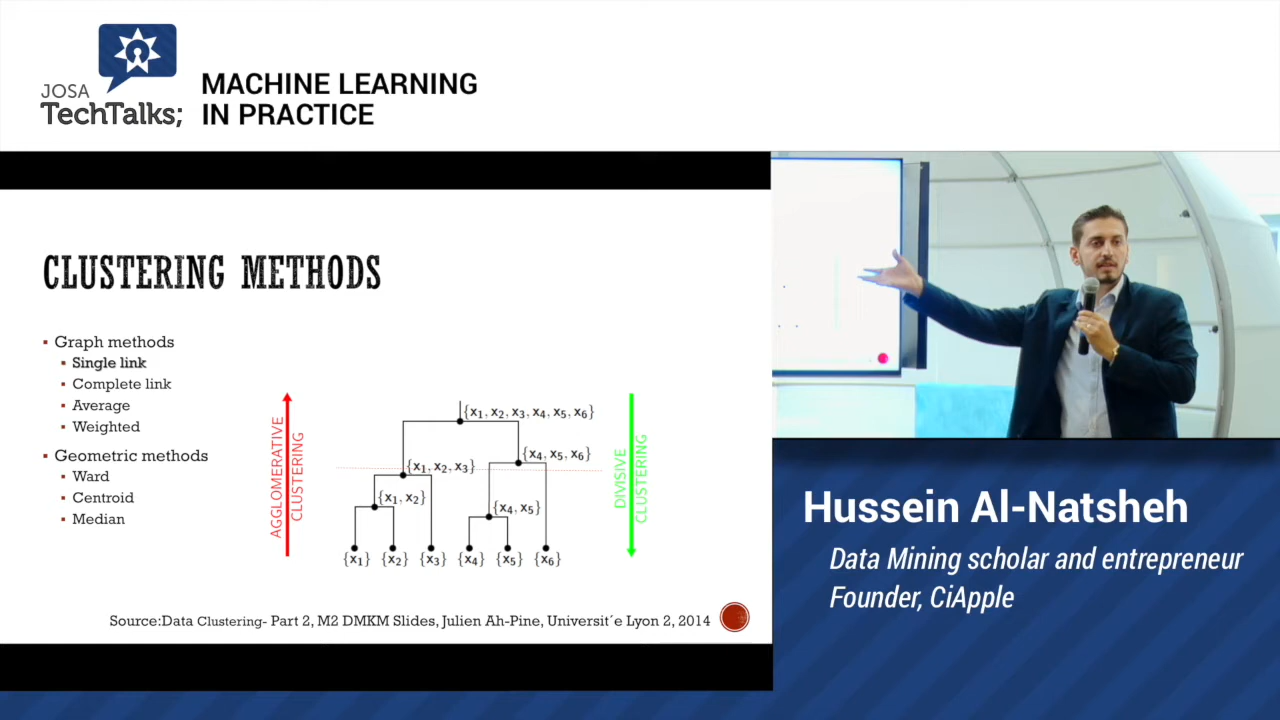 JOSA
TechTalks;
MACHINE LEARNING
IN PRACTICE
CLUSTERING METHODS
Graph methods
Single link
Complete link
Average
Weighted
Geometric methods
Ward
Centroid
Median
AGGLOMERATIVE
CLUSTERING
{x1, x2, x3, x4, x5, x6}
{x4, x5, x6}
{x1, x2, x3}
{x1, x2}
{x4, x5}
{x1} {x2} {x3} {x4} {x5} {x6}
DIVISIVE
CLUSTERING
Source:Data Clustering- Part 2, M2 DMKM Slides, Julien Ah-Pine, Universit´e Lyon 2, 2014
Hussein Al-Natsheh
Data Mining scholar and entrepreneur
Founder, CiApple